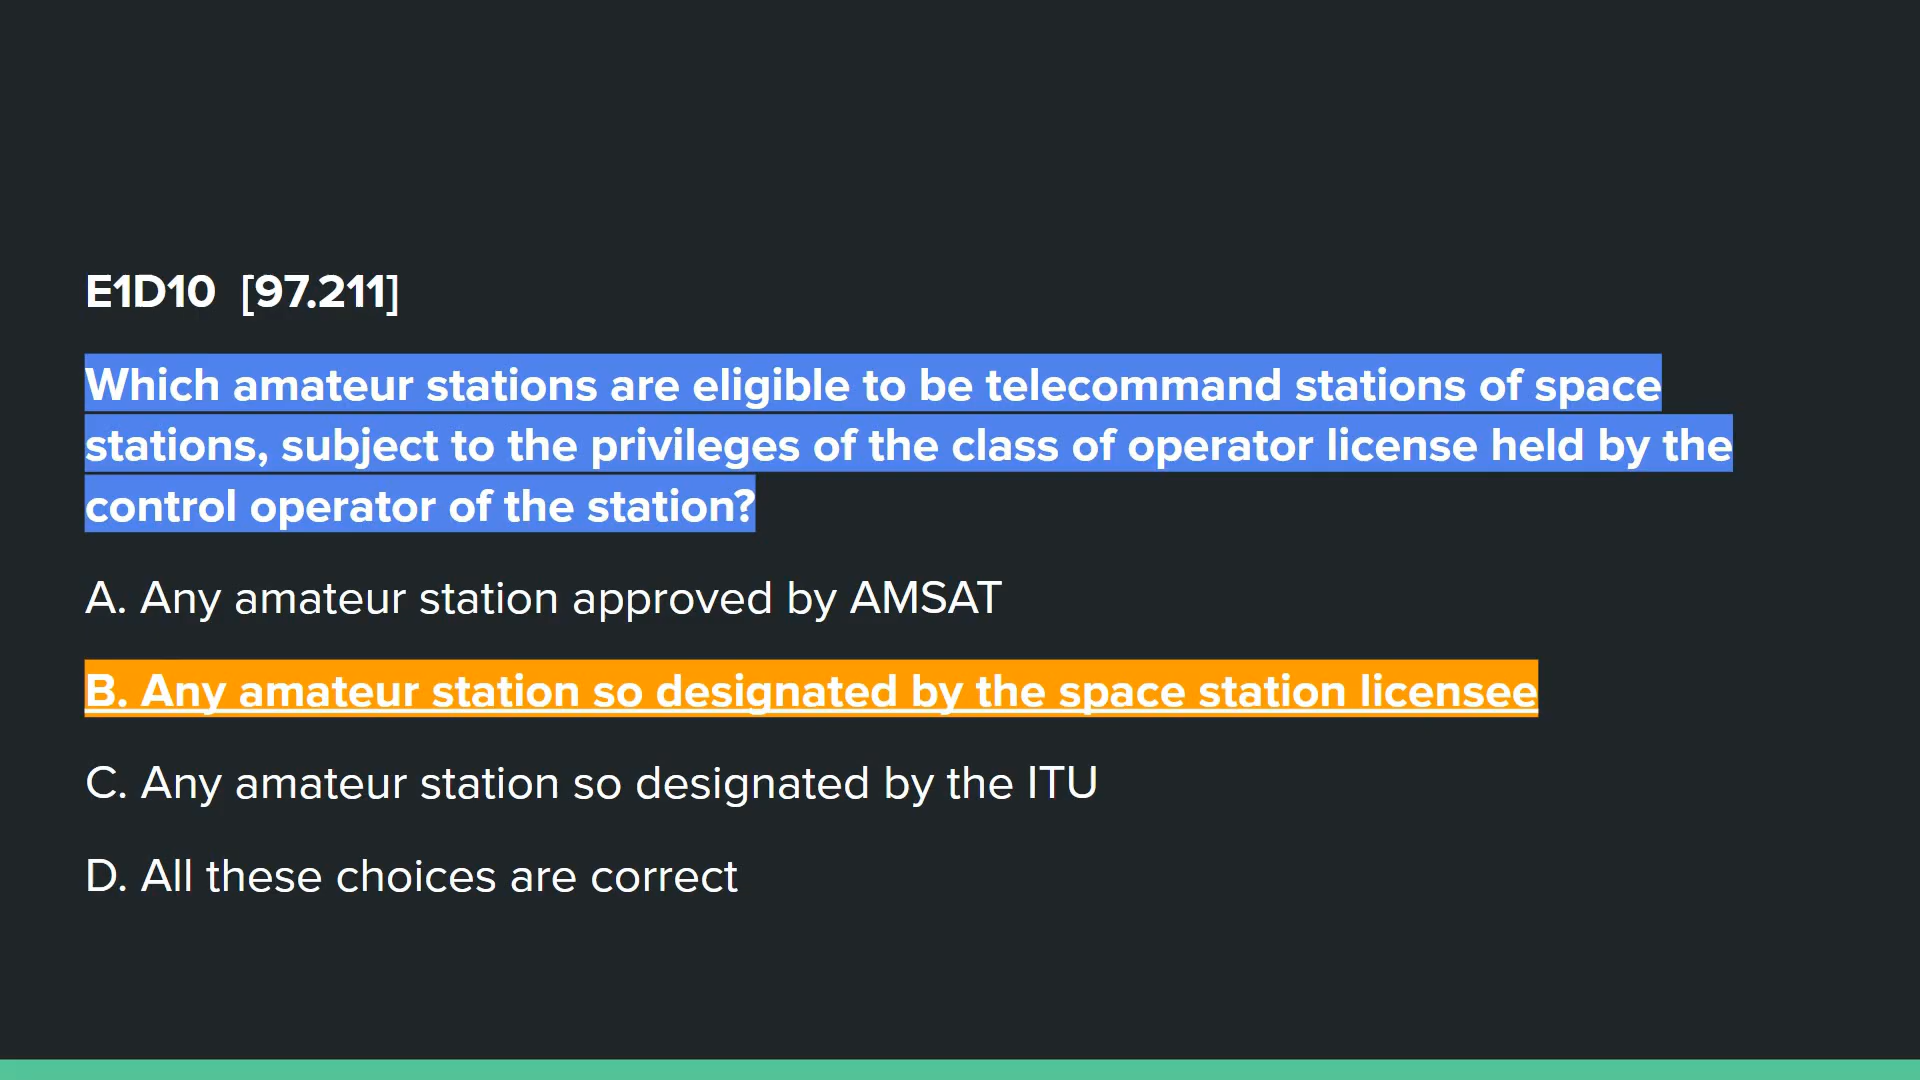 E1D10 [97.211]
Which amateur stations are eligible to be telecommand stations of space
stations, subject to the privileges of the class of operator license held by the
control operator of the station?
A. Any amateur station approved by AMSAT
B. Any amateur station so designated by the space station licensee
C. Any amateur station so designated by the ITU
D. All these choices are correct